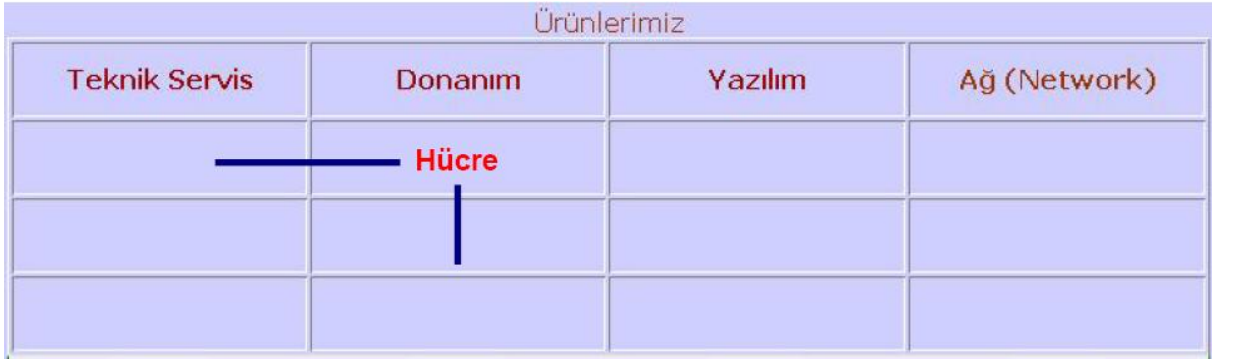 Ürünlerimiz
Teknik Servis Donanım Yazılım Ağ (Network)
Hücre